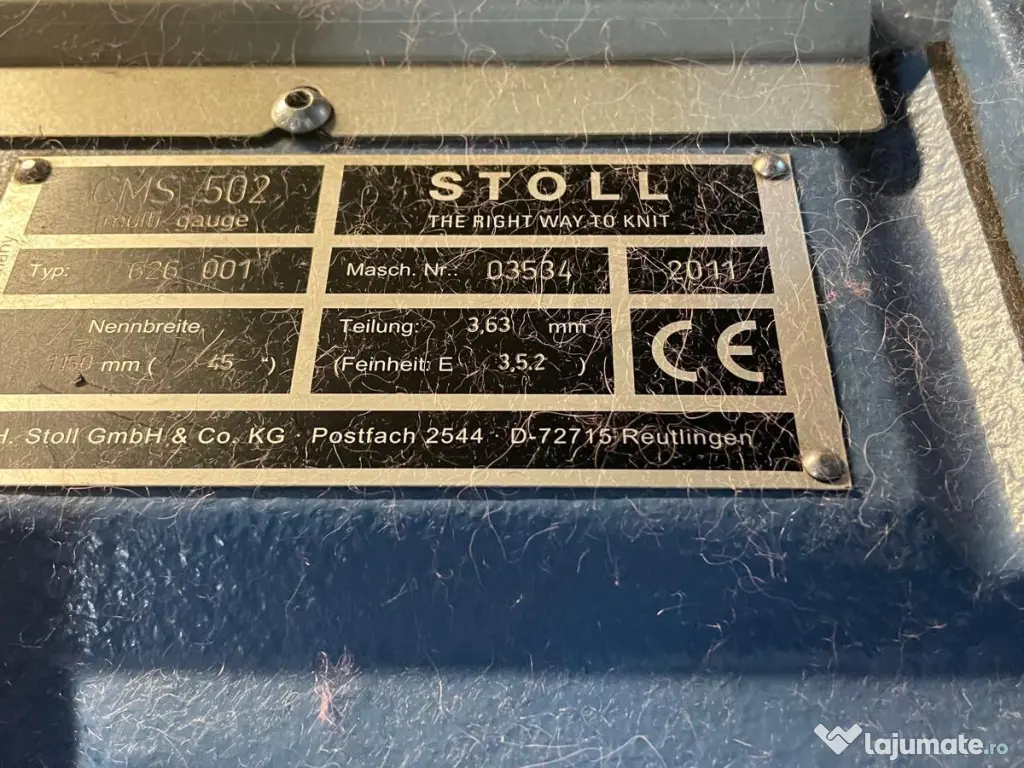 CMS 502
multi gauge
STOLL
THE RIGHT WAY TO KNIT
Typ: 626 001
Masch. Nr.: 03534
2011
Nennbreite
1150 mm ( 45 ")
Teilung: 3,63 mm
(Feinheit: E 3,5.2 )
CE
H. Stoll GmbH & Co. KG · Postfach 2544 · D-72715 Reutlingen
lajumate.ro